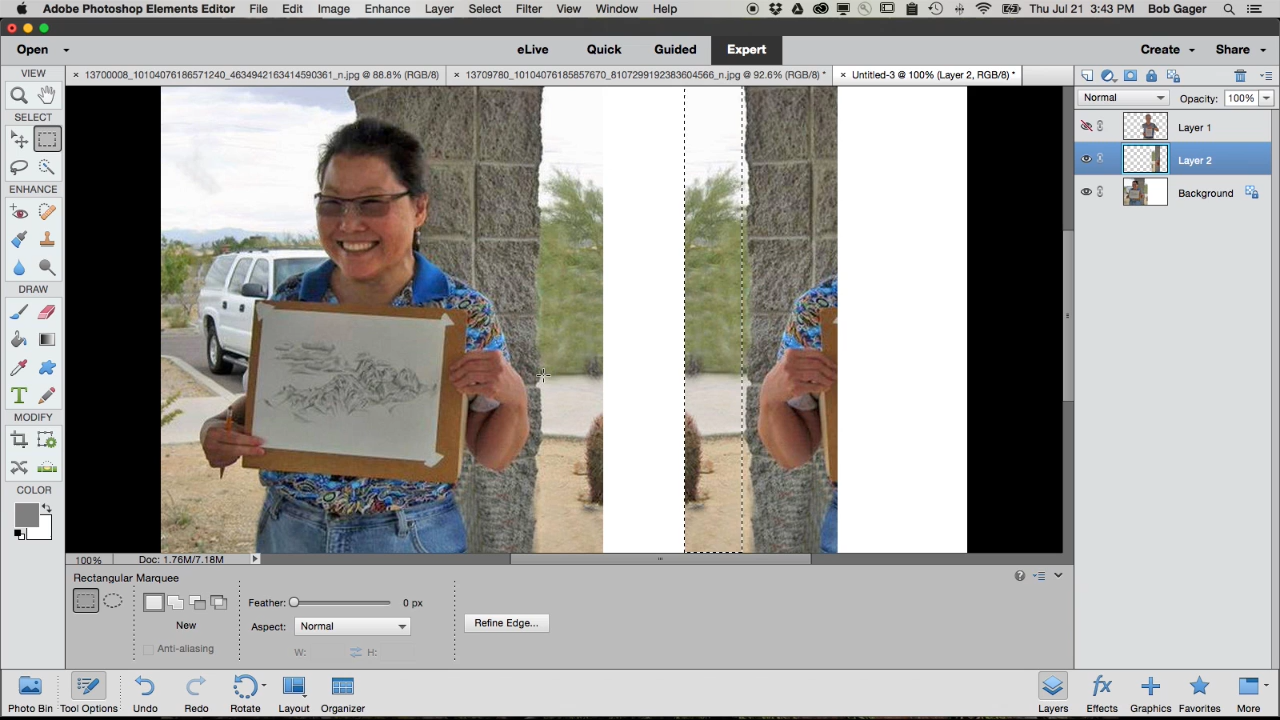 Adobe Photoshop Elements Editor File Edit Image Enhance Layer Select Filter View Window Help Thu Jul 21 3:43 PM Bob Gager
Open eLive Quick Guided Expert Create Share
VIEW × 13700008_10104076186571240_4634942163414590361_n.jpg @ 88.8% (RGB/8) × 13709780_10104076185857670_8107299192383604566_n.jpg @ 92.6% (RGB/8) * × Untitled-3 @ 100% (Layer 2, RGB/8) *
Normal Opacity: 100%
SELECT
Layer 1
Layer 2
ENHANCE
Background
DRAW
T
MODIFY
COLOR
100% Doc: 1.76M/7.18M
Rectangular Marquee
Feather: 0 px
New Aspect: Normal Refine Edge...
Anti-aliasing W: H:
Photo Bin Tool Options Undo Redo Rotate Layout Organizer Layers Effects Graphics Favorites More